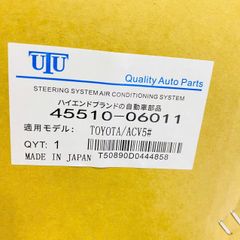 UTU
Quality Auto Parts
STEERING SYSTEM AIR CONDITIONING SYSTEM
ハイエンドブランドの自動車部品
45510-06011
適用モデル: TOYOTA/ACV5#
QYT: 1
MADE IN JAPAN T50890D0444858